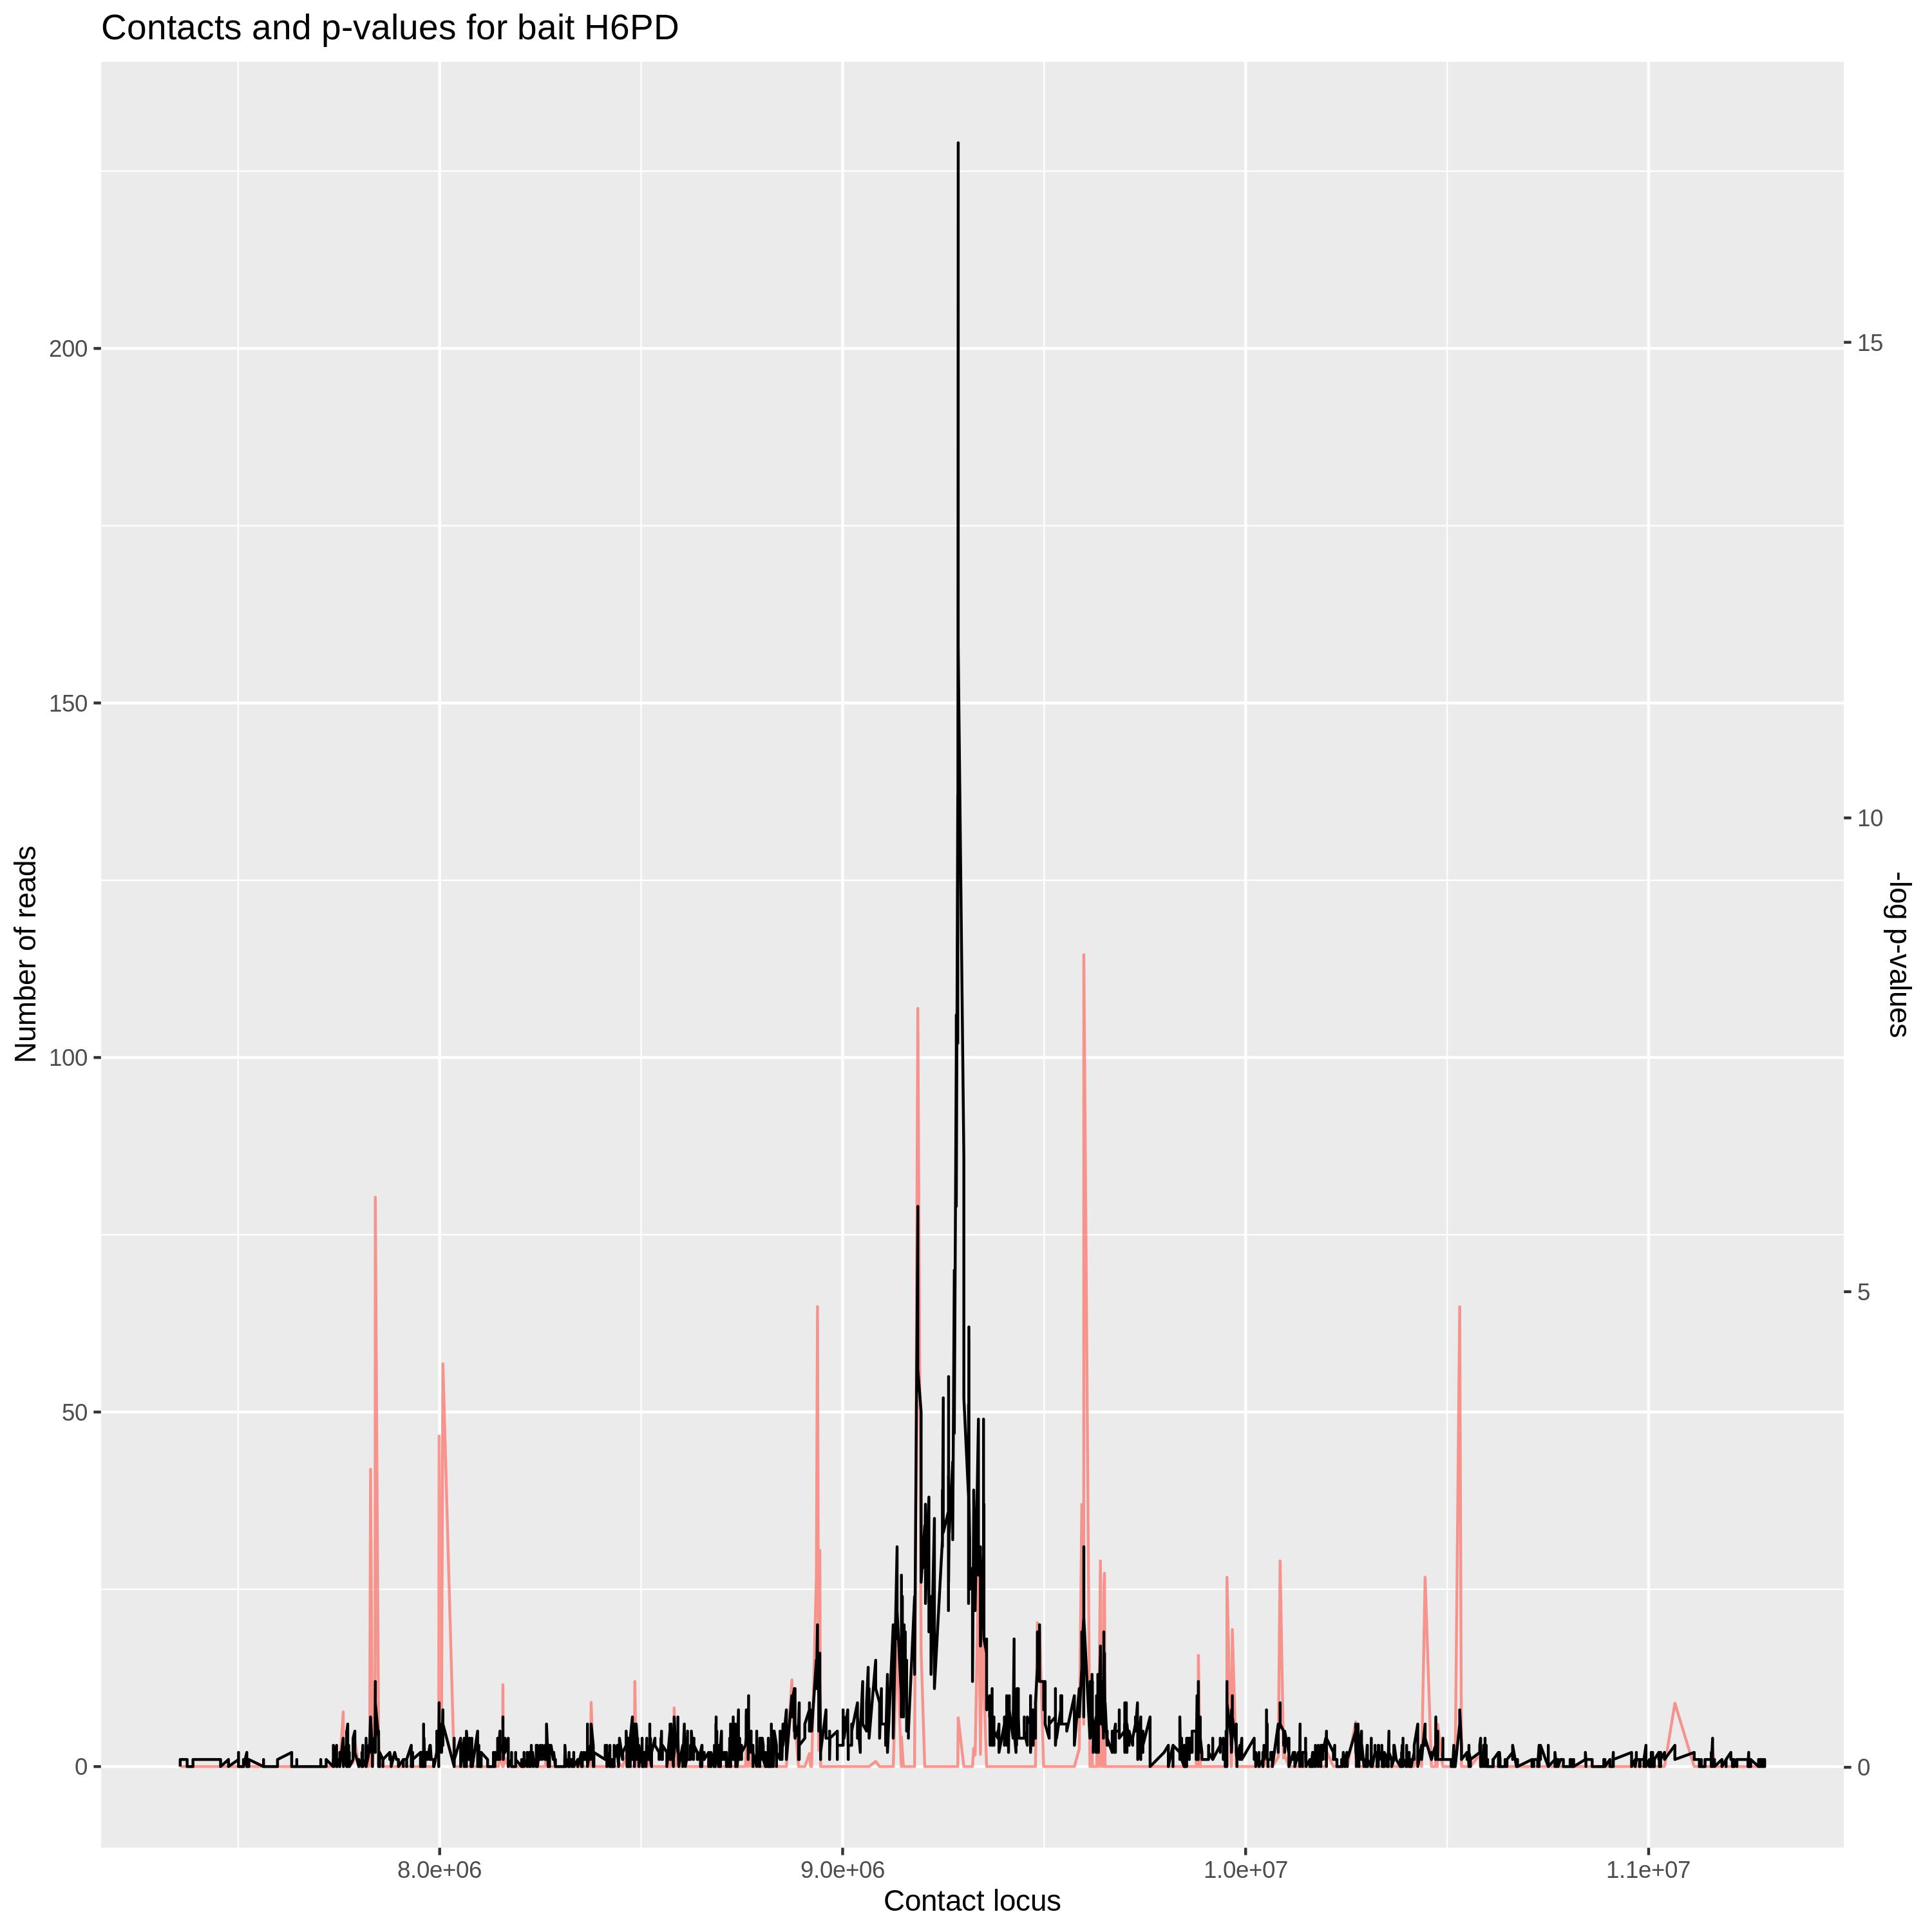 Contacts and p-values for bait H6PD
Number of reads
200
150
100
50
0
15
10
5
0
-log p-values
8.0e+06
9.0e+06
1.0e+07
1.1e+07
Contact locus